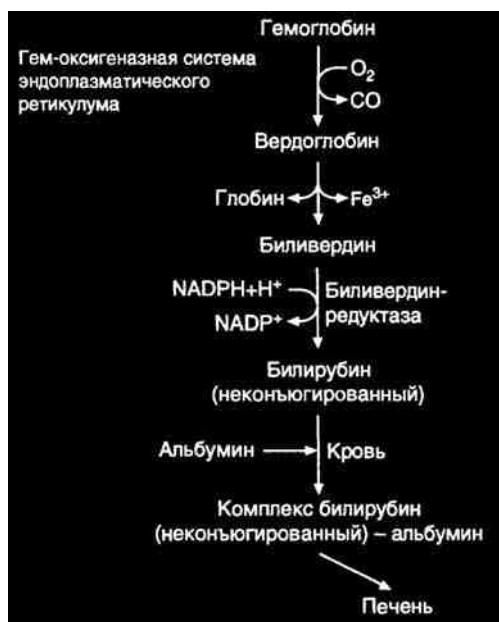 Гемоглобин
Гем-оксигеназная система
эндоплазматического
ретикулума
O₂
CO
Вердоглобин
Глобин
Fe³⁺
Биливердин
NADPH+H⁺
NADP⁺
Биливердин-
редуктаза
Билирубин
(неконъюгированный)
Альбумин
Кровь
Комплекс билирубин
(неконъюгированный) – альбумин
Печень